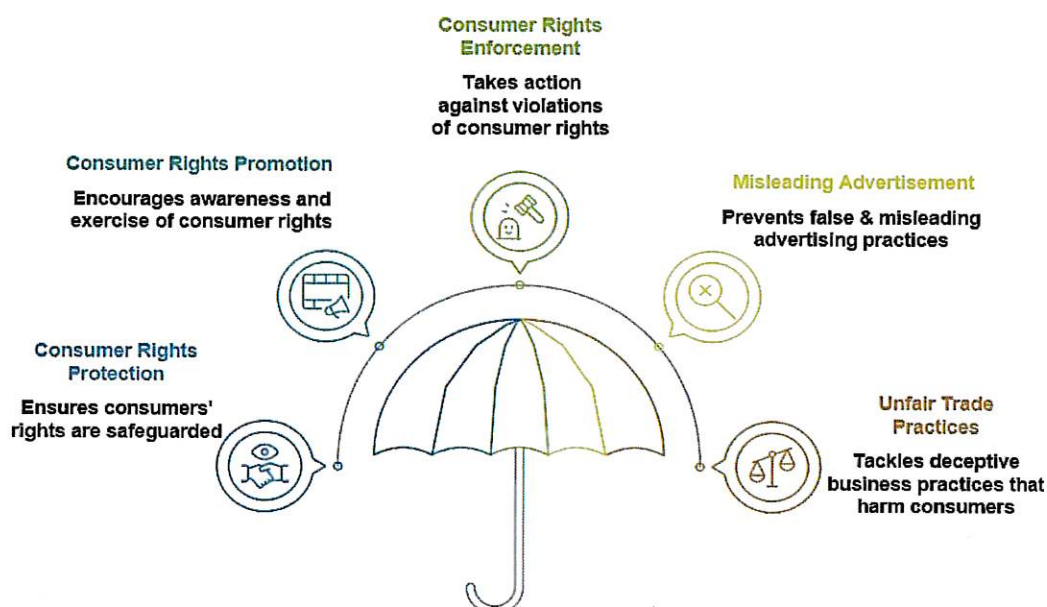 Consumer Rights
Enforcement
Takes action
against violations
of consumer rights
Consumer Rights Promotion
Encourages awareness and
exercise of consumer rights
Misleading Advertisement
Prevents false & misleading
advertising practices
Consumer Rights
Protection
Ensures consumers'
rights are safeguarded
Unfair Trade
Practices
Tackles deceptive
business practices that
harm consumers